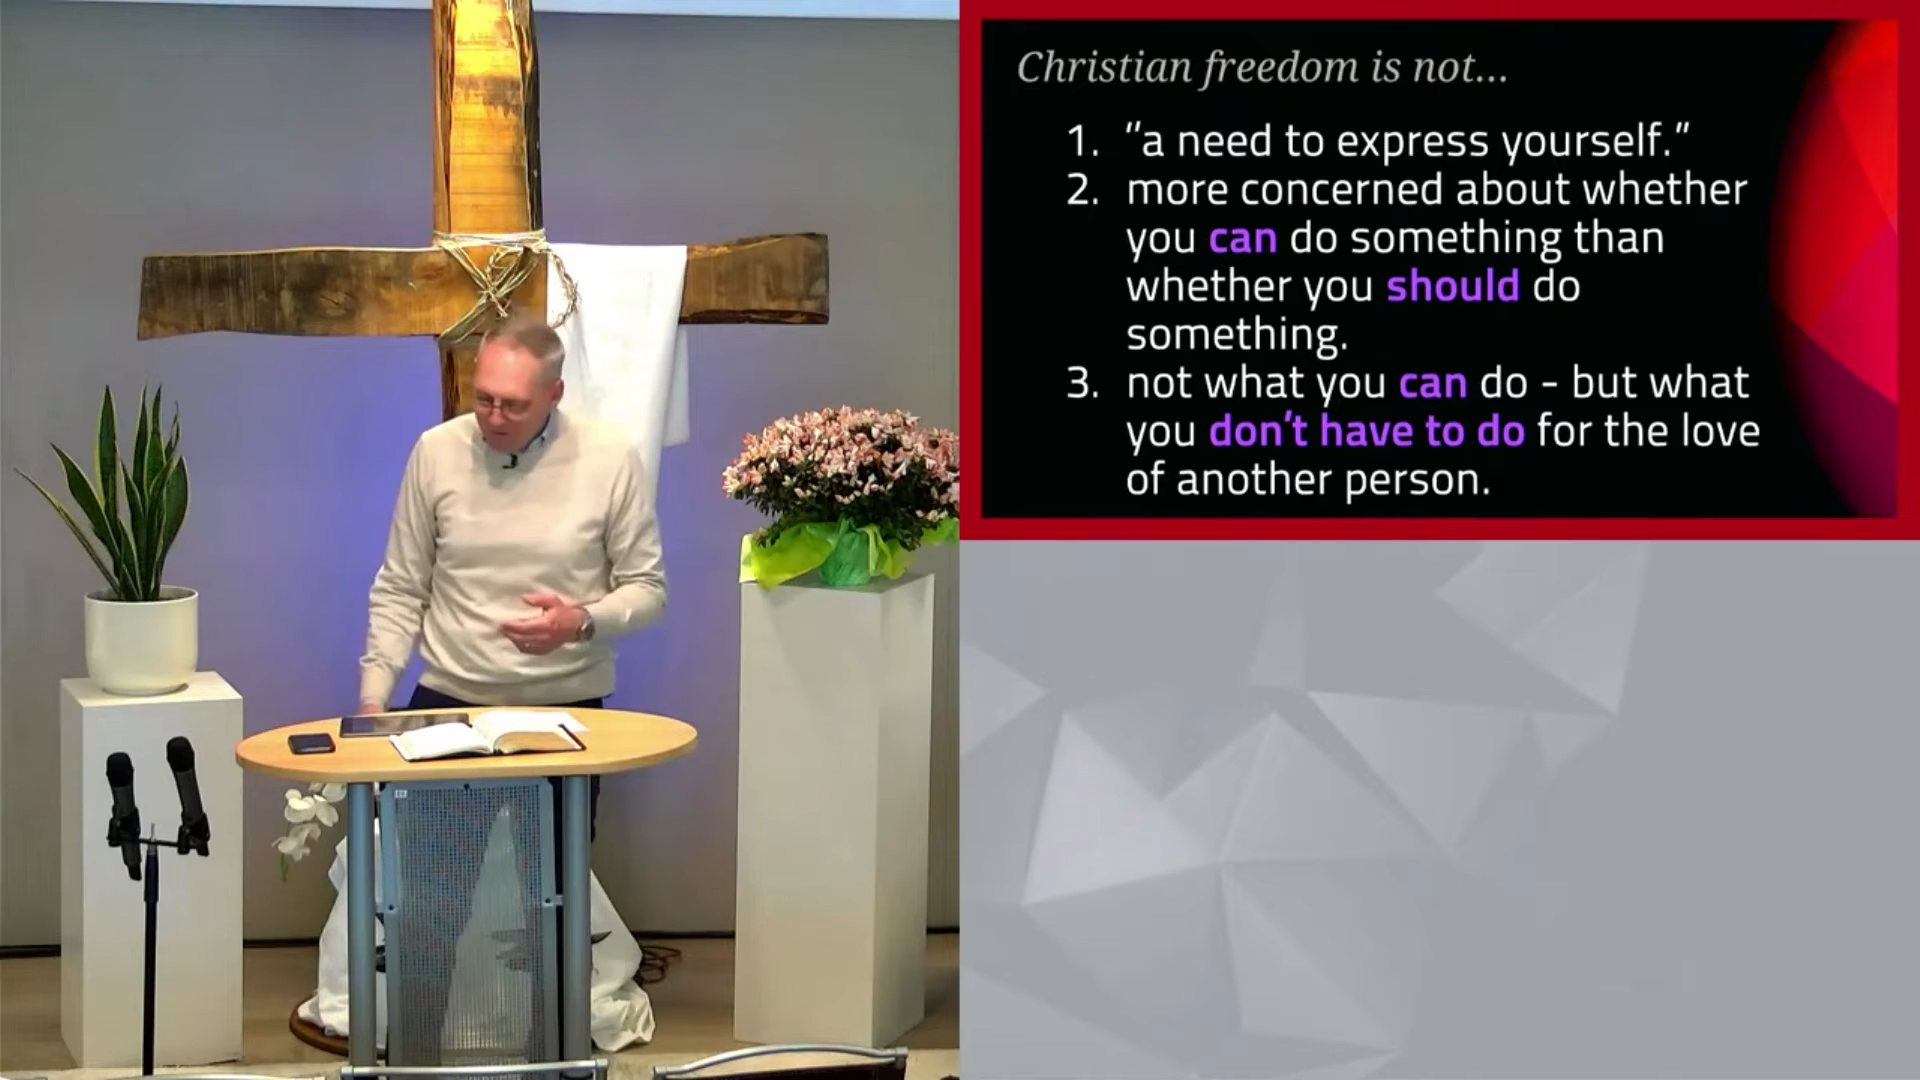 Christian freedom is not...
1. "a need to express yourself."
2. more concerned about whether
you can do something than
whether you should do
something.
3. not what you can do - but what
you don't have to do for the love
of another person.